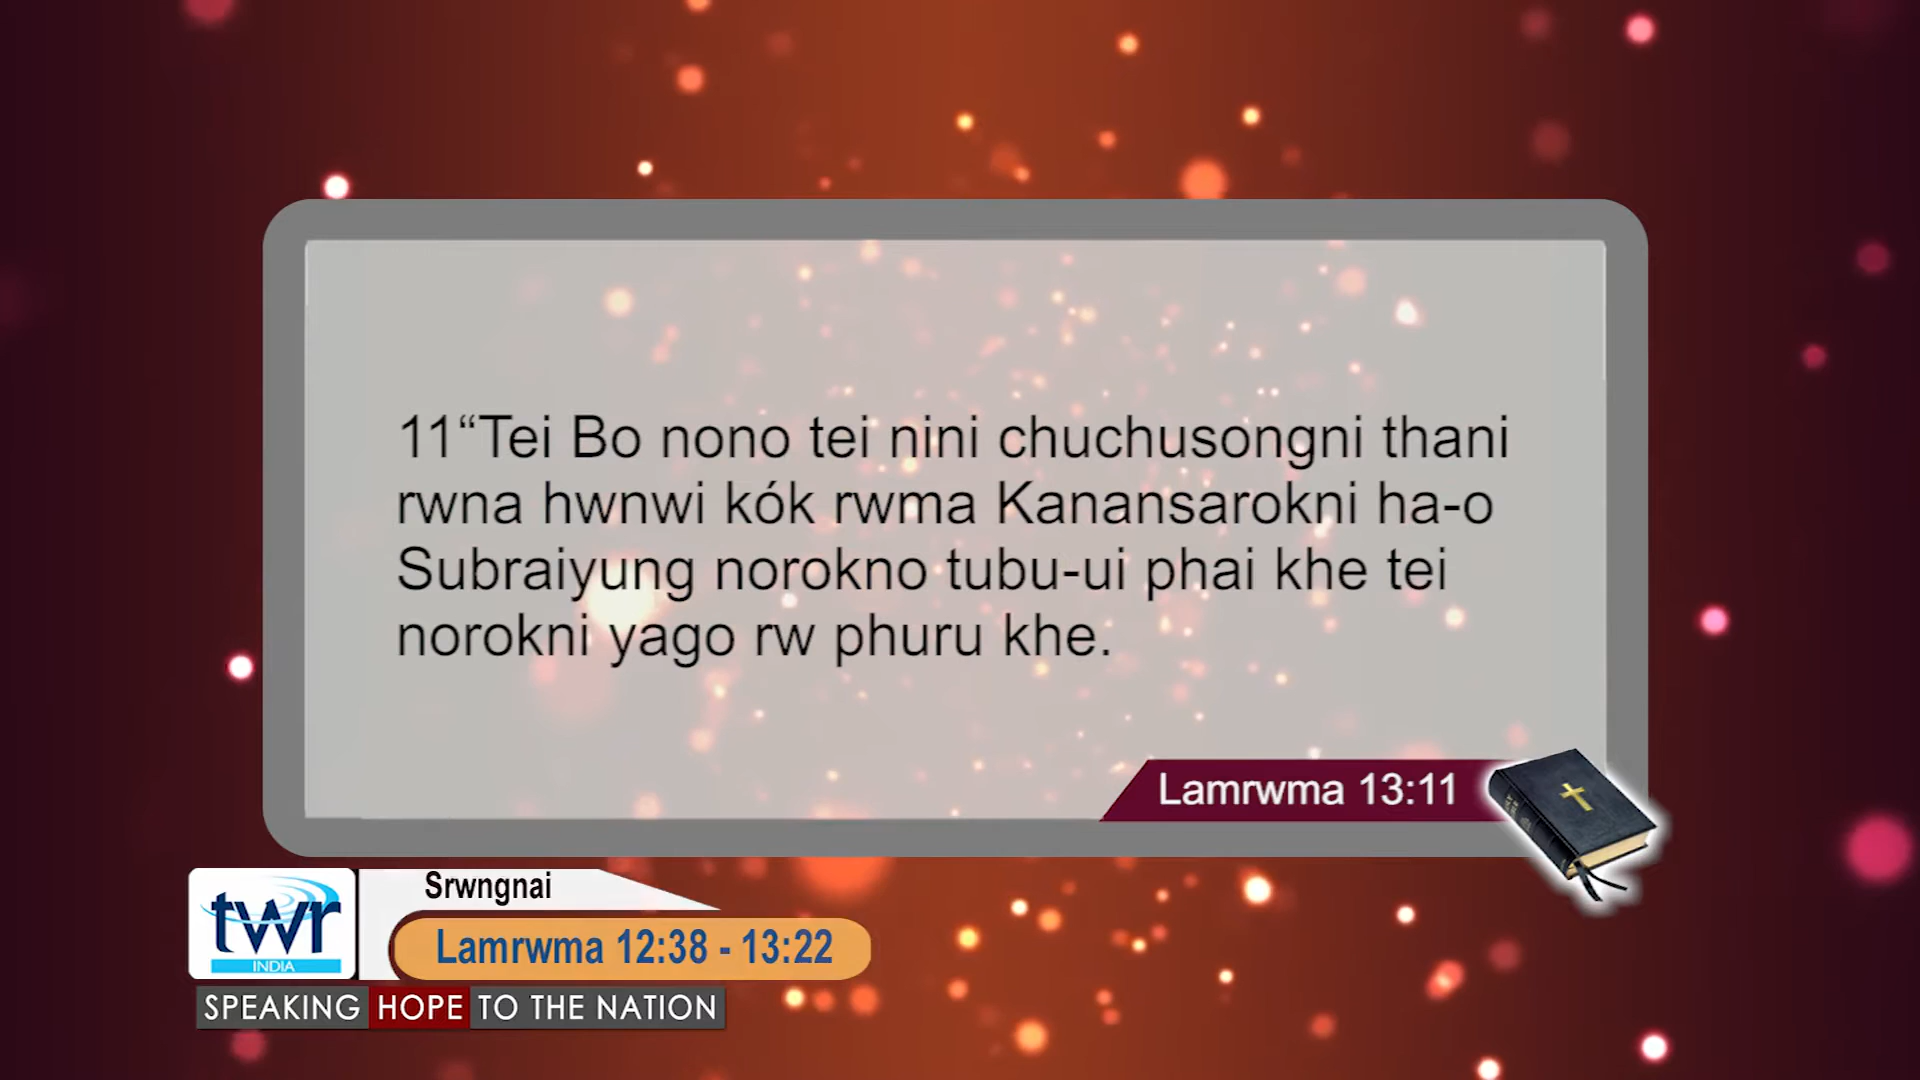 11“Tei Bo nono tei nini chuchusongni thani
rwna hwnwi kók rwma Kanansarokni ha-o
Subraiyung norokno tubu-ui phai khe tei
norokni yago rw phuru khe.
Lamrwma 13:11
twr
INDIA
Srwngnai
Lamrwma 12:38 - 13:22
SPEAKING HOPE TO THE NATION